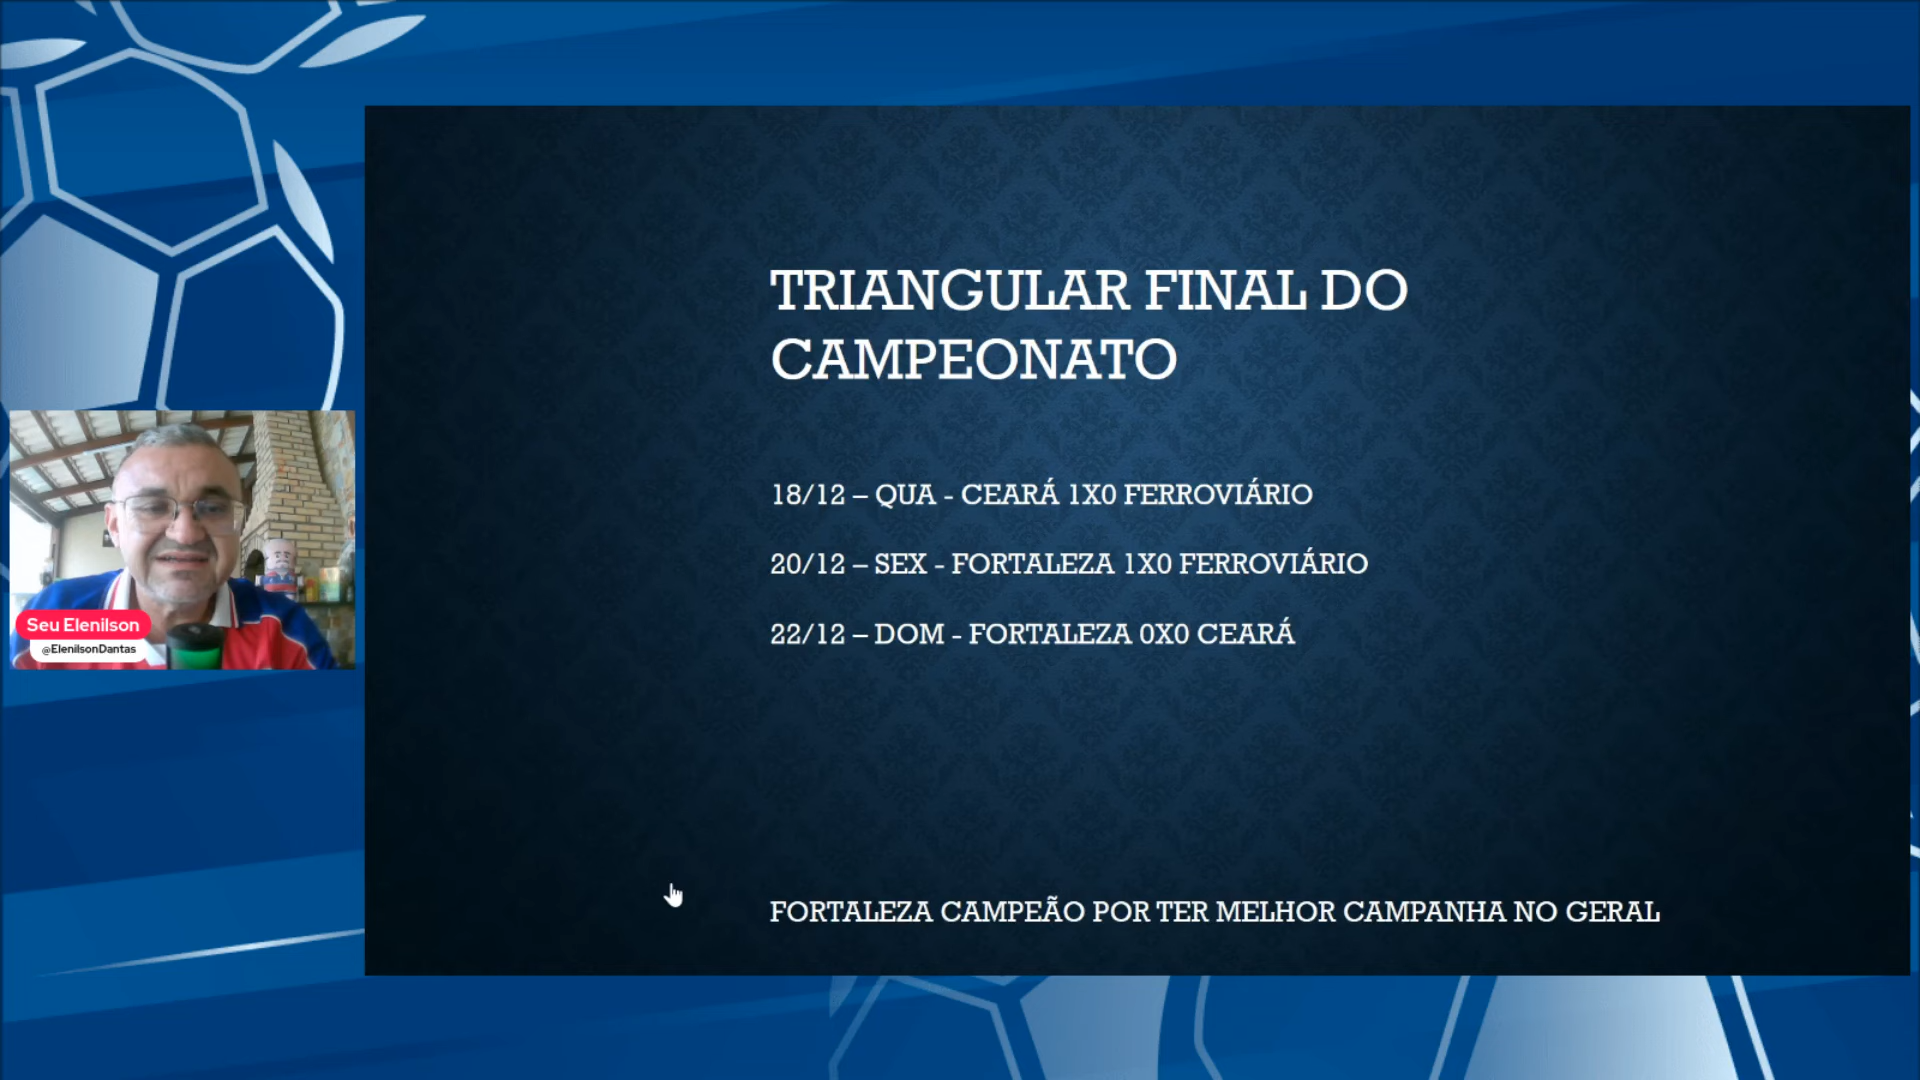 TRIANGULAR FINAL DO
CAMPEONATO
18/12 – QUA - CEARÁ 1X0 FERROVIÁRIO
20/12 – SEX - FORTALEZA 1X0 FERROVIÁRIO
22/12 – DOM - FORTALEZA 0X0 CEARÁ
FORTALEZA CAMPEÃO POR TER MELHOR CAMPANHA NO GERAL
Seu Elenilson
@ElenilsonDantas